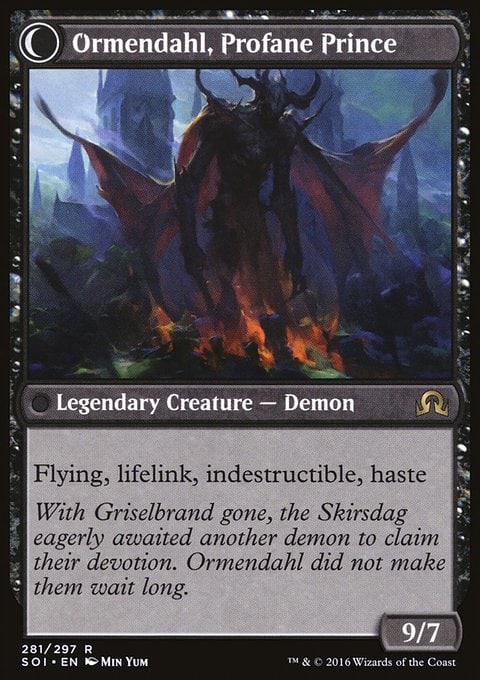 Ormendahl, Profane Prince
Legendary Creature — Demon
Flying, lifelink, indestructible, haste
With Griselbrand gone, the Skirsdag
eagerly awaited another demon to claim
their devotion. Ormendahl did not make
them wait long.
9/7
281/297 R
SOI • EN Min Yum
™ & © 2016 Wizards of the Coast